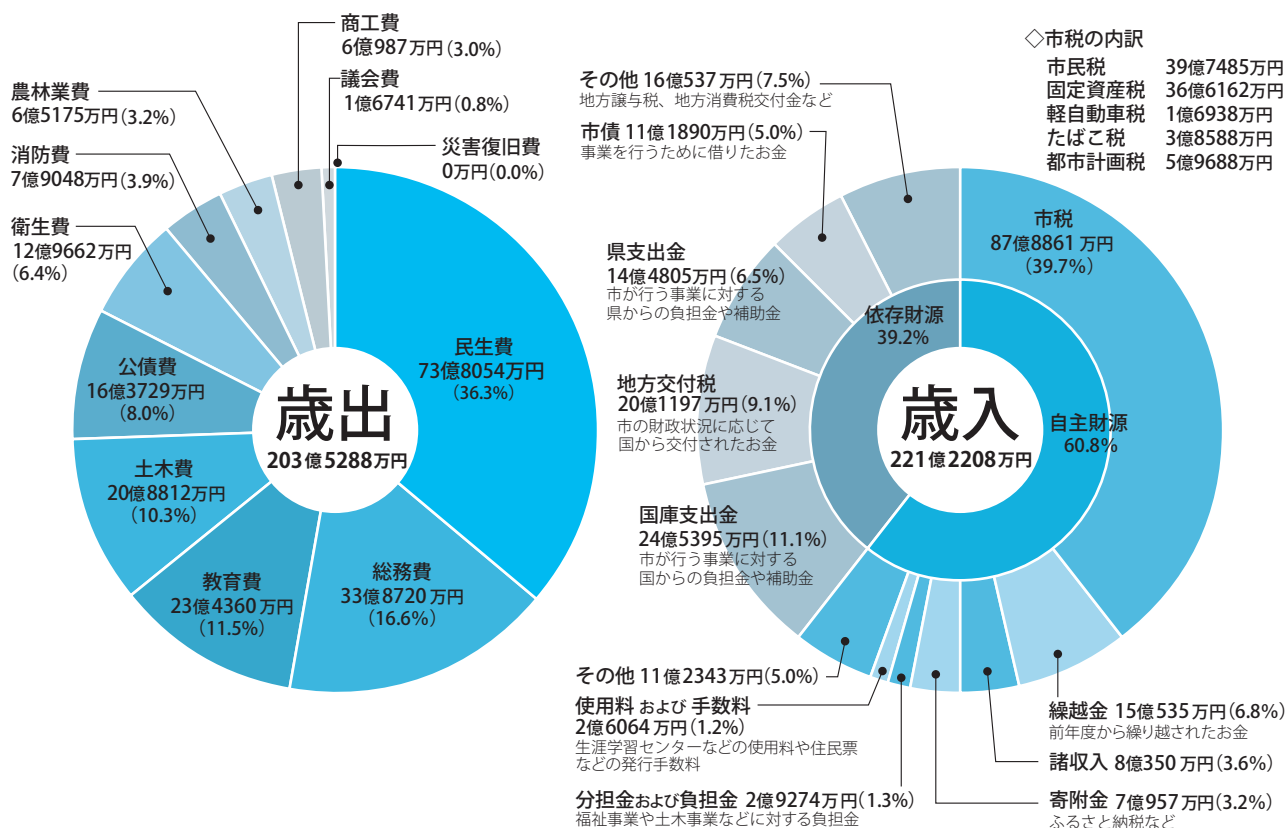 商工費
6億987万円(3.0%)
議会費
1億6741万円(0.8%)
災害復旧費
0万円(0.0%)
農林業費
6億5175万円(3.2%)
消防費
7億9048万円(3.9%)
衛生費
12億9662万円
(6.4%)
公債費
16億3729万円
(8.0%)
土木費
20億8812万円
(10.3%)
教育費
23億4360万円
(11.5%)
総務費
33億8720万円
(16.6%)
民生費
73億8054万円
(36.3%)
歳出
203億5288万円
◇市税の内訳
市民税 39億7485万円
固定資産税 36億6162万円
軽自動車税 1億6938万円
たばこ税 3億8588万円
都市計画税 5億9688万円
その他 16億537万円(7.5%)
地方譲与税、地方消費税交付金など
市債 11億1890万円(5.0%)
事業を行うために借りたお金
県支出金
14億4805万円(6.5%)
市が行う事業に対する
県からの負担金や補助金
地方交付税
20億1197万円(9.1%)
市の財政状況に応じて
国から交付されたお金
国庫支出金
24億5395万円(11.1%)
市が行う事業に対する
国からの負担金や補助金
依存財源
39.2%
市税
87億8861万円
(39.7%)
自主財源
60.8%
歳入
221億2208万円
その他 11億2343万円(5.0%)
使用料および手数料
2億6064万円(1.2%)
生涯学習センターなどの使用料や住民票
などの発行手数料
分担金および負担金 2億9274万円(1.3%)
福祉事業や土木事業などに対する負担金
繰越金 15億535万円(6.8%)
前年度から繰り越されたお金
諸収入 8億350万円(3.6%)
寄附金 7億957万円(3.2%)
ふるさと納税など